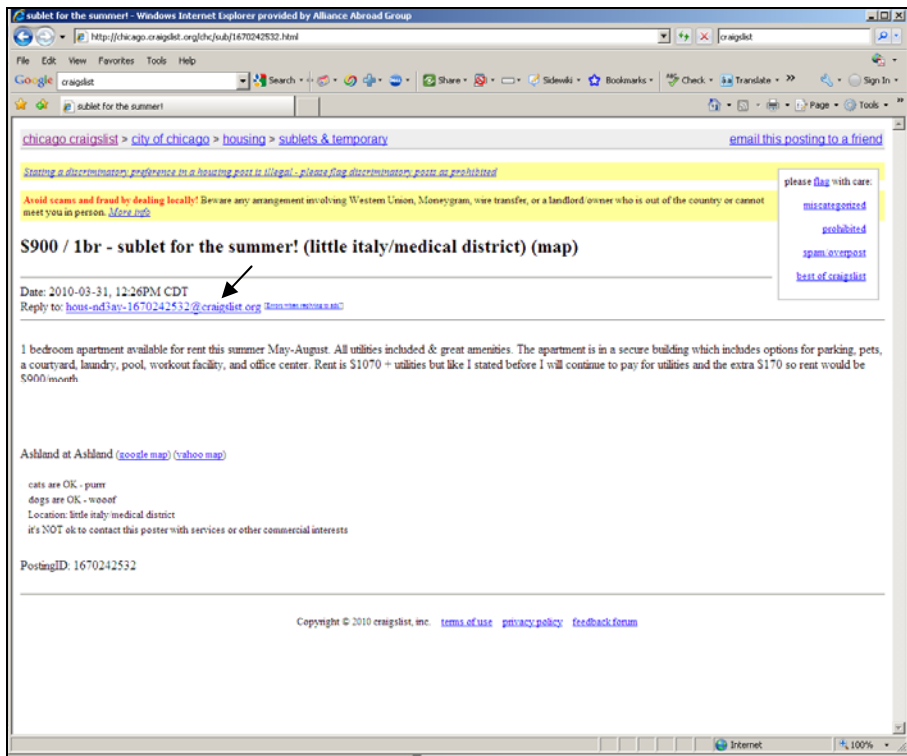 sublet for the summer! - Windows Internet Explorer provided by Alliance Abroad Group
http://chicago.craigslist.org/chc/sub/1670242532.html
craigslist
File Edit View Favorites Tools Help
Google craigslist Search Share Sidewiki Bookmarks Check Translate Sign In
sublet for the summer!
Page Tools
chicago craigslist > city of chicago > housing > sublets & temporary
email this posting to a friend
Stating a discriminatory preference in a housing post is illegal - please flag discriminatory posts as prohibited
Avoid scams and fraud by dealing locally! Beware any arrangement involving Western Union, Moneygram, wire transfer, or a landlord/owner who is out of the country or cannot
meet you in person. More info
please flag with care:
miscategorized
prohibited
spam/overpost
best of craigslist
$900 / 1br - sublet for the summer! (little italy/medical district) (map)
Date: 2010-03-31, 12:26PM CDT
Reply to: hous-nd3av-1670242532@craigslist.org
1 bedroom apartment available for rent this summer May-August. All utilities included & great amenities. The apartment is in a secure building which includes options for parking, pets,
a courtyard, laundry, pool, workout facility, and office center. Rent is $1070 + utilities but like I stated before I will continue to pay for utilities and the extra $170 so rent would be
$900/month
Ashland at Ashland (google map) (yahoo map)
cats are OK - purrr
dogs are OK - wooof
Location: little italy/medical district
it's NOT ok to contact this poster with services or other commercial interests
PostingID: 1670242532
Copyright © 2010 craigslist, inc. terms of use privacy policy feedback forum
Internet 100%